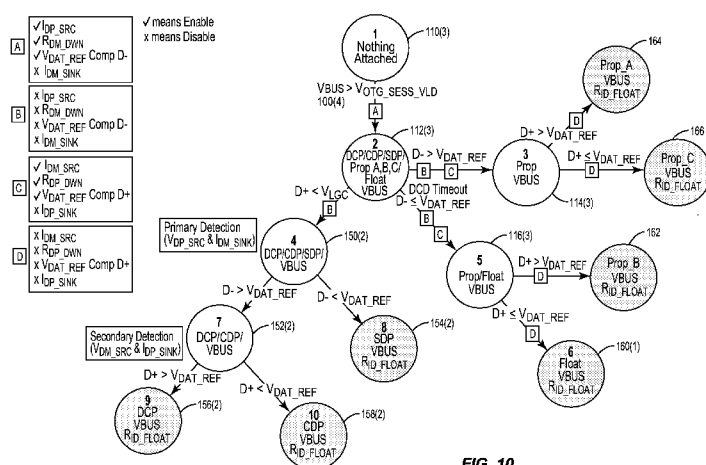 A
✓ IDP_SRC
✓ RDM_DWN
✓ VDAT_REF Comp D-
x IDM_SINK
✓ means Enable
x means Disable
B
x IDP_SRC
x RDM_DWN
x VDAT_REF Comp D-
x IDM_SINK
C
✓ IDM_SRC
✓ RDP_DWN
✓ VDAT_REF Comp D+
x IDP_SINK
D
x IDM_SRC
x RDP_DWN
x VDAT_REF Comp D+
x IDP_SINK
1
Nothing
Attached
110(3)
VBUS > VOTG_SESS_VLD
100(4)
A
2
DCP/CDP/SDP/
Prop A,B,C/
Float
VBUS
112(3)
D- > VDAT_REF
B
C
DCD Timeout
D- ≤ VDAT_REF
B
C
3
Prop
VBUS
114(3)
D+ > VDAT_REF
D
Prop_A
VBUS
RID_FLOAT
164
D+ ≤ VDAT_REF
D
Prop_C
VBUS
RID_FLOAT
166
D+ < VLGC
B
Primary Detection
(VDP_SRC & IDM_SINK)
4
DCP/CDP/SDP/
VBUS
150(2)
116(3)
5
Prop/Float
VBUS
D+> VDAT_REF
D
Prop_B
VBUS
RID_FLOAT
162
D+ ≤ VDAT_REF
D
6
Float
VBUS
RID_FLOAT
160(1)
D- > VDAT_REF
D-< VDAT_REF
Secondary Detection
(VDM_SRC & IDP_SINK)
7
DCP/CDP/
VBUS
152(2)
8
SDP
VBUS
RID_FLOAT
154(2)
D+ > VDAT_REF
D+< VDAT_REF
9
DCP
VBUS
RID_FLOAT
156(2)
10
CDP
VBUS
RID_FLOAT
158(2)
FIG. 10